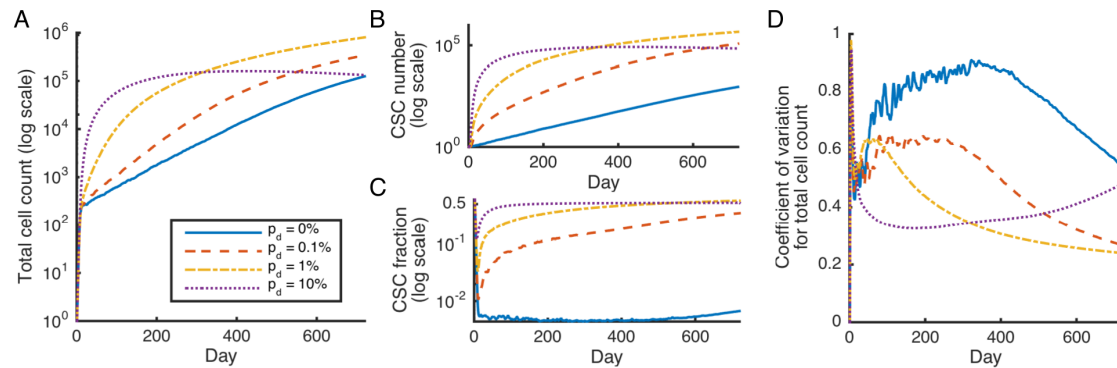 A
Total cell count (log scale)
10^6
10^5
10^4
10^3
10^2
10^1
10^0
0
200
400
600
Day
p_d = 0%
p_d = 0.1%
p_d = 1%
p_d = 10%
B
CSC number
(log scale)
10^5
10^0
0
200
400
600
Day
C
CSC fraction
(log scale)
0.5
10^-1
10^-2
0
200
400
600
Day
D
Coefficient of variation
for total cell count
1
0.8
0.6
0.4
0.2
0
0
200
400
600
Day